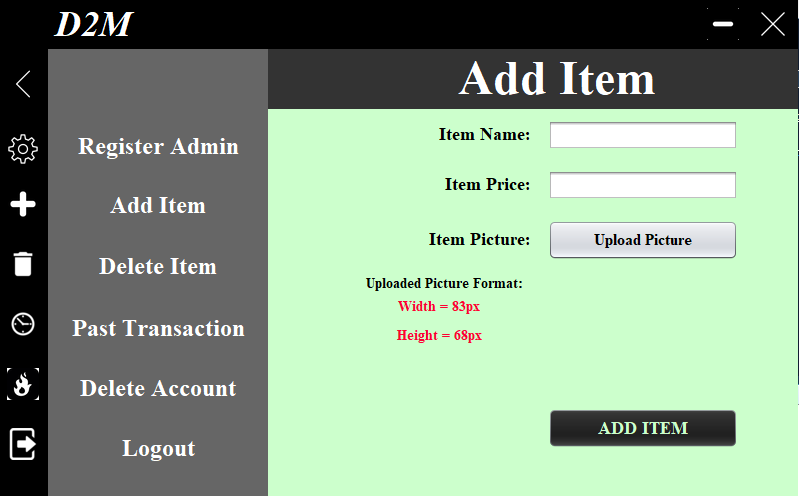 D2M
Add Item
Register Admin
Add Item
Delete Item
Past Transaction
Delete Account
Logout
Item Name:
Item Price:
Item Picture:
Upload Picture
Uploaded Picture Format:
Width = 83px
Height = 68px
ADD ITEM